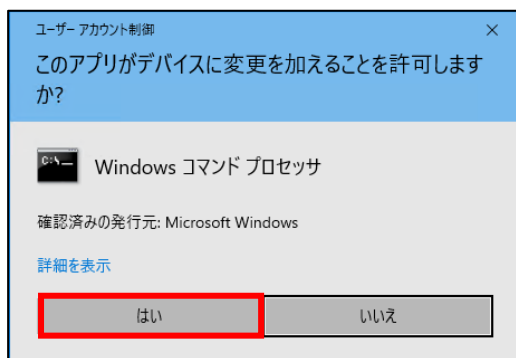 ユーザー アカウント制御
このアプリがデバイスに変更を加えることを許可します
か?
C:\
Windows コマンド プロセッサ
確認済みの発行元: Microsoft Windows
詳細を表示
はい
いいえ